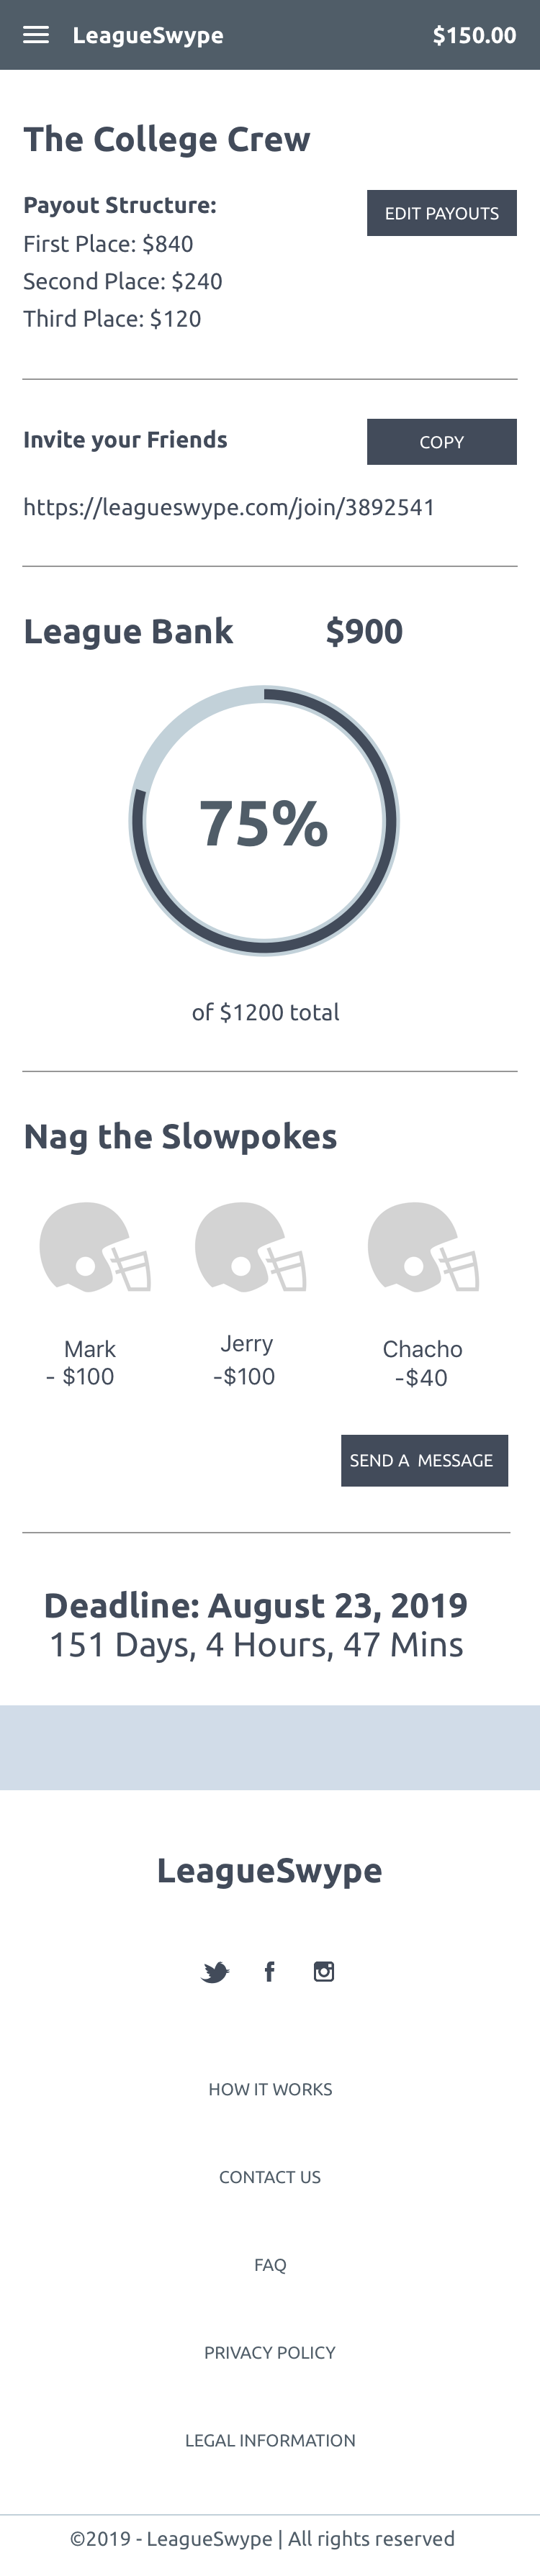 LeagueSwype $150.00
The College Crew
Payout Structure: EDIT PAYOUTS
First Place: $840
Second Place: $240
Third Place: $120
Invite your Friends COPY
https://leagueswype.com/join/3892541
League Bank $900
75%
of $1200 total
Nag the Slowpokes
Mark Jerry Chacho
- $100 -$100 -$40
SEND A MESSAGE
Deadline: August 23, 2019
151 Days, 4 Hours, 47 Mins
LeagueSwype
HOW IT WORKS
CONTACT US
FAQ
PRIVACY POLICY
LEGAL INFORMATION
©2019 - LeagueSwype | All rights reserved